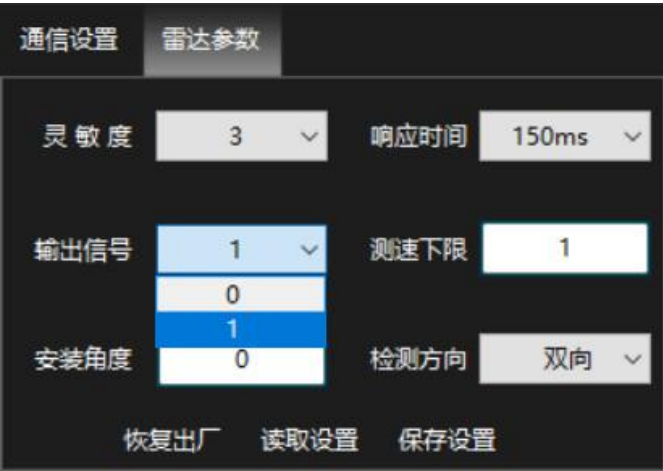 通信设置 雷达参数
灵敏度 3 响应时间 150ms
输出信号 1 测速下限 1
0
1
安装角度 0 检测方向 双向
恢复出厂 读取设置 保存设置